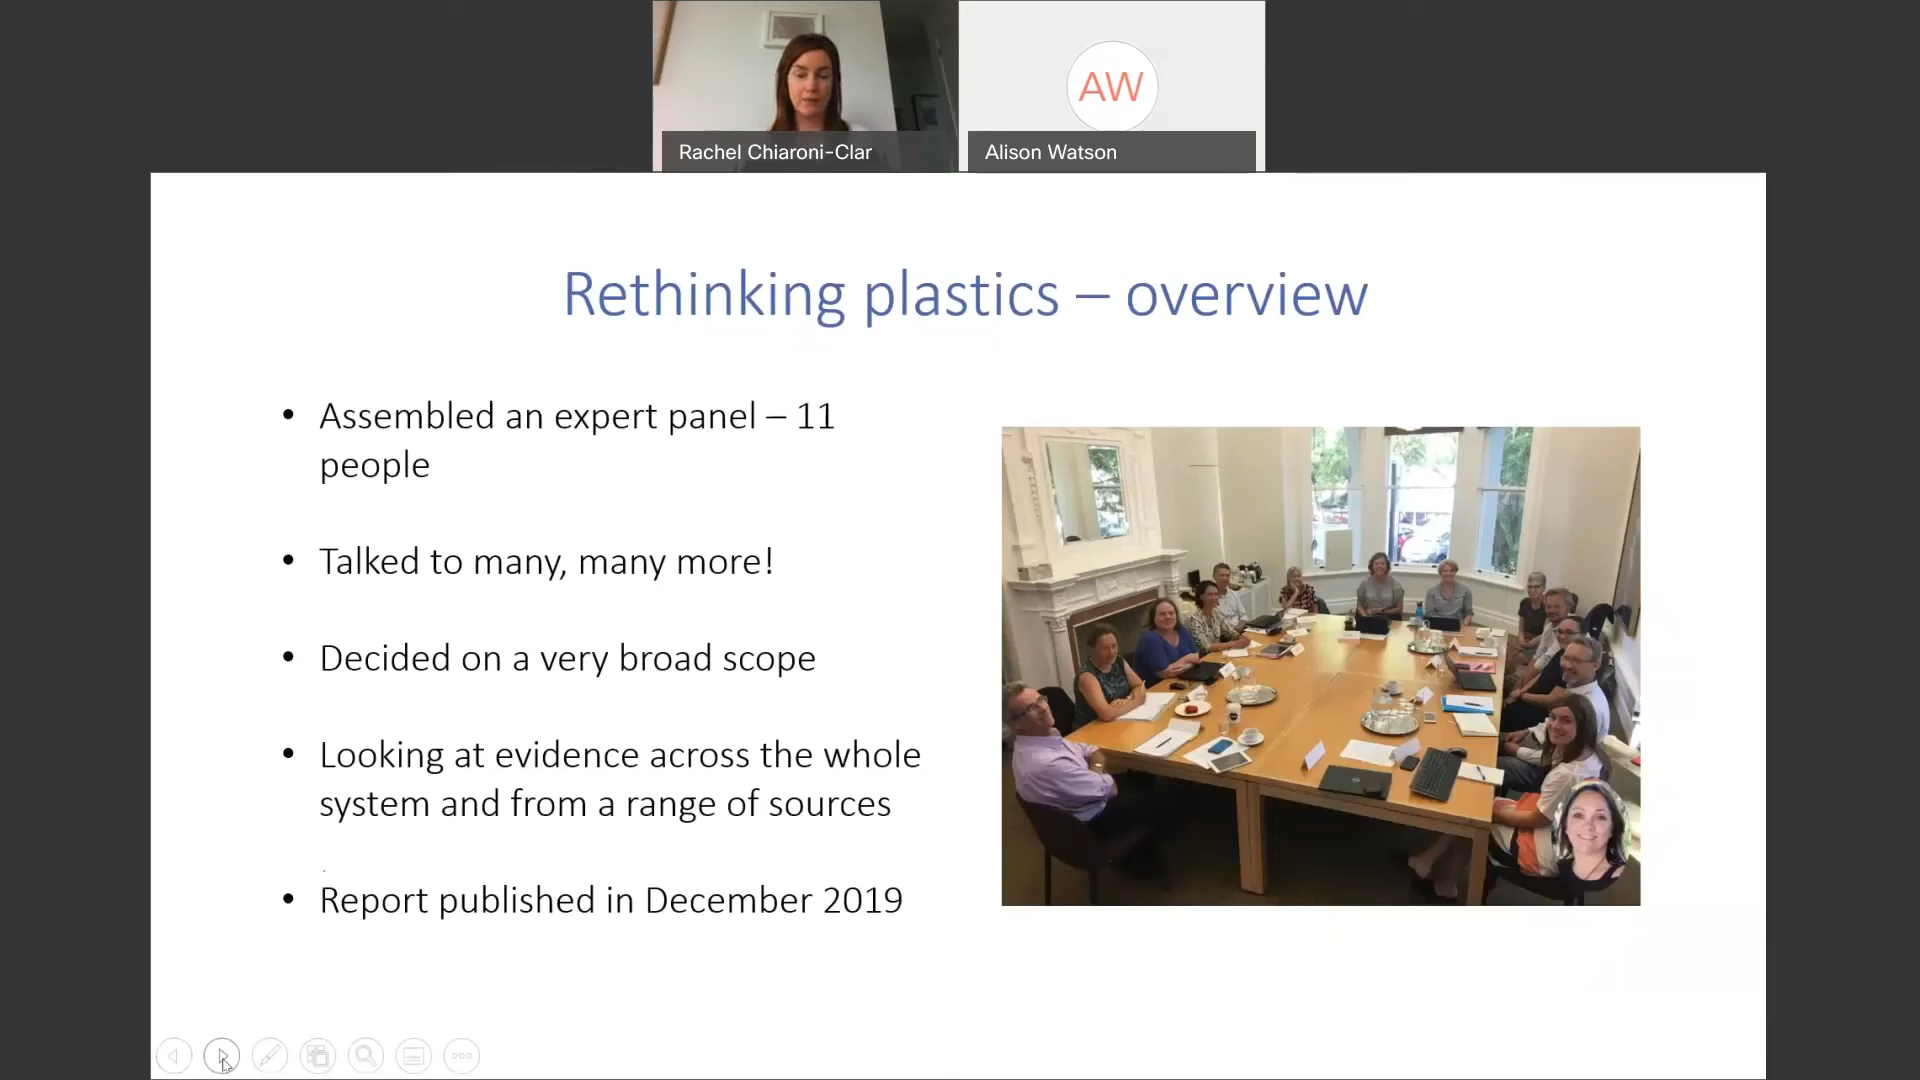 AW
Rachel Chiaroni-Clar
Alison Watson
Rethinking plastics – overview
• Assembled an expert panel – 11
people
• Talked to many, many more!
• Decided on a very broad scope
• Looking at evidence across the whole
system and from a range of sources
.
• Report published in December 2019